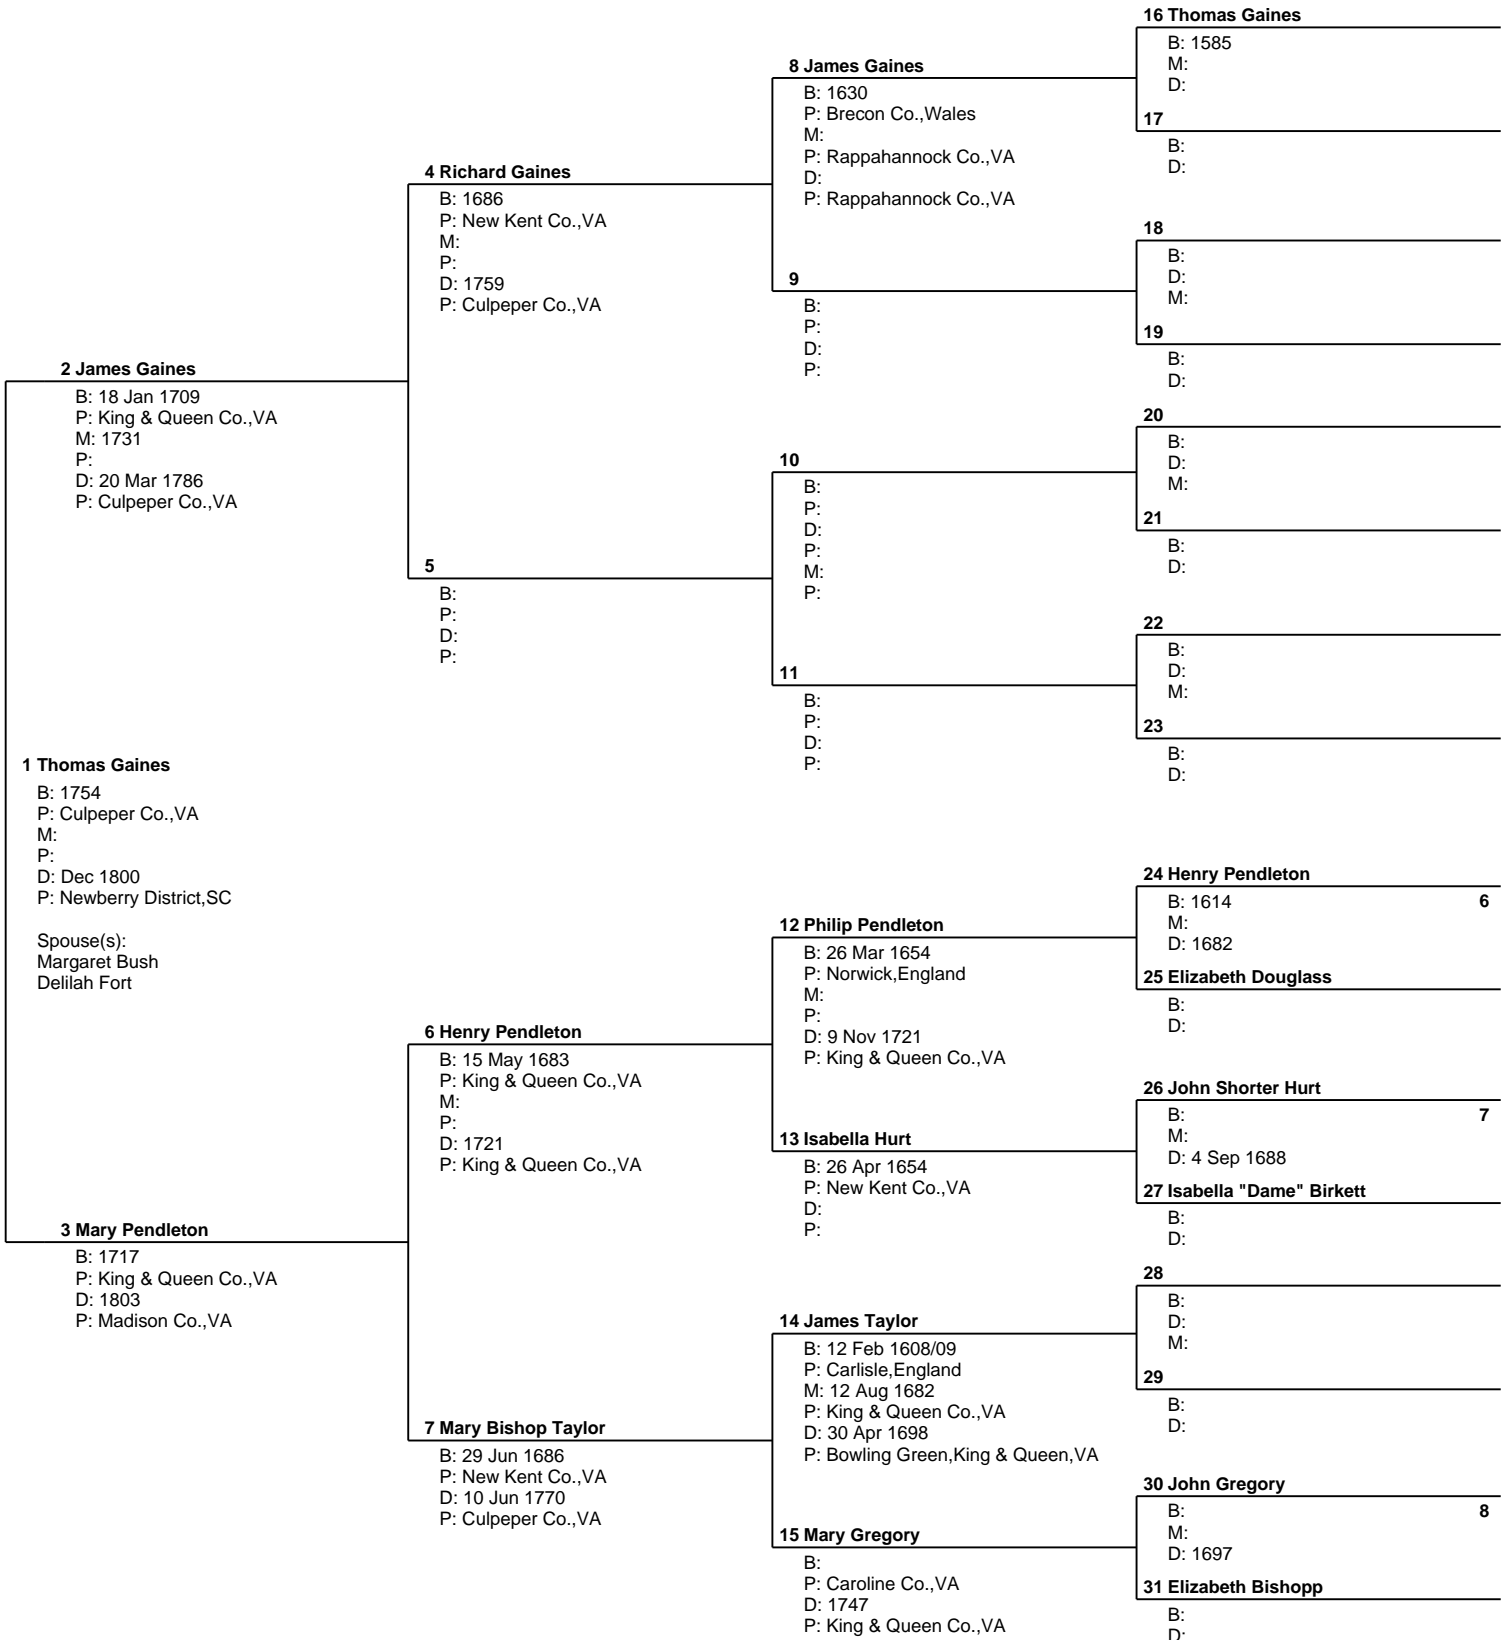 16 Thomas Gaines
B: 1585
M:
D:
8 James Gaines
B: 1630
P: Brecon Co.,Wales
M:
P: Rappahannock Co.,VA
D:
P: Rappahannock Co.,VA
17
B:
D:
4 Richard Gaines
B: 1686
P: New Kent Co.,VA
M:
P:
D: 1759
P: Culpeper Co.,VA
18
B:
D:
M:
9
B:
P:
D:
P:
19
B:
D:
2 James Gaines
B: 18 Jan 1709
P: King & Queen Co.,VA
M: 1731
P:
D: 20 Mar 1786
P: Culpeper Co.,VA
20
B:
D:
M:
10
B:
P:
D:
P:
M:
P:
21
B:
D:
5
B:
P:
D:
P:
22
B:
D:
M:
11
B:
P:
D:
P:
23
B:
D:
1 Thomas Gaines
B: 1754
P: Culpeper Co.,VA
M:
P:
D: Dec 1800
P: Newberry District,SC
Spouse(s):
Margaret Bush
Delilah Fort
24 Henry Pendleton
B: 1614 6
M:
D: 1682
12 Philip Pendleton
B: 26 Mar 1654
P: Norwick,England
M:
P:
D: 9 Nov 1721
P: King & Queen Co.,VA
25 Elizabeth Douglass
B:
D:
6 Henry Pendleton
B: 15 May 1683
P: King & Queen Co.,VA
M:
P:
D: 1721
P: King & Queen Co.,VA
26 John Shorter Hurt
B: 7
M:
D: 4 Sep 1688
13 Isabella Hurt
B: 26 Apr 1654
P: New Kent Co.,VA
D:
P:
27 Isabella "Dame" Birkett
B:
D:
3 Mary Pendleton
B: 1717
P: King & Queen Co.,VA
D: 1803
P: Madison Co.,VA
28
B:
D:
M:
14 James Taylor
B: 12 Feb 1608/09
P: Carlisle,England
M: 12 Aug 1682
P: King & Queen Co.,VA
D: 30 Apr 1698
P: Bowling Green,King & Queen,VA
29
B:
D:
7 Mary Bishop Taylor
B: 29 Jun 1686
P: New Kent Co.,VA
D: 10 Jun 1770
P: Culpeper Co.,VA
30 John Gregory
B: 8
M:
D: 1697
15 Mary Gregory
B:
P: Caroline Co.,VA
D: 1747
P: King & Queen Co.,VA
31 Elizabeth Bishopp
B:
D: